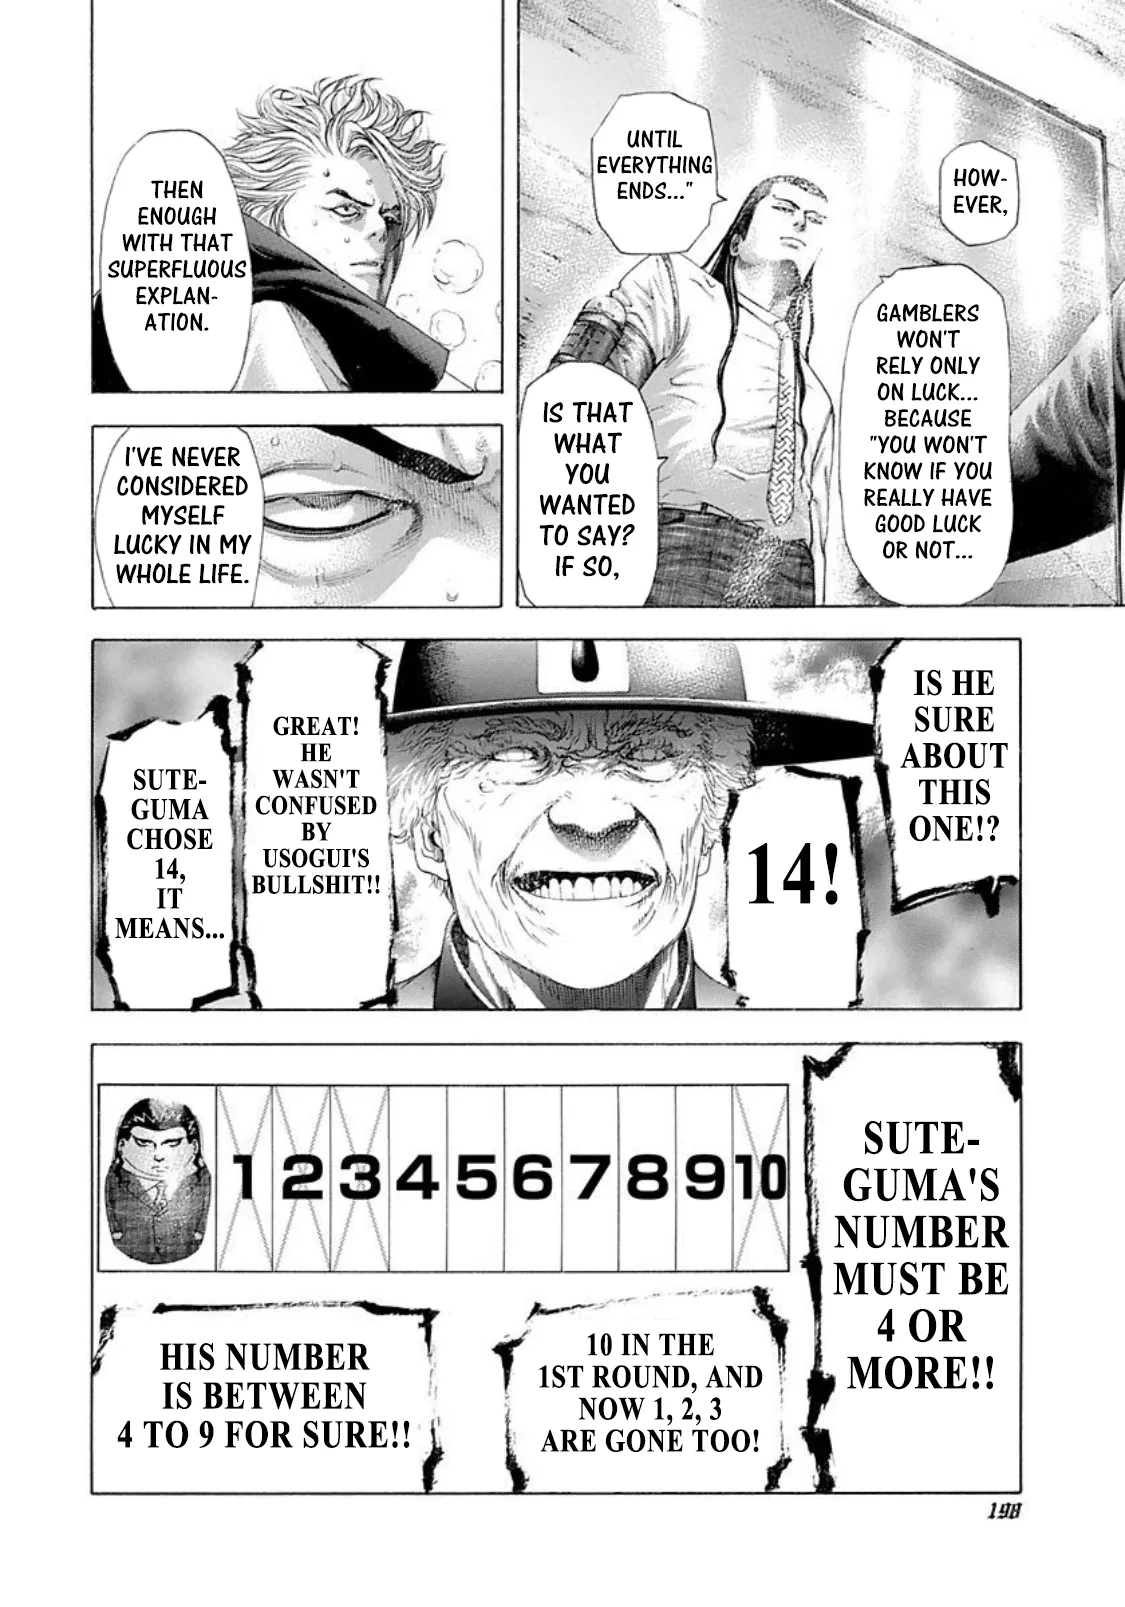 HOW-
EVER,
GAMBLERS
WON'T
RELY ONLY
ON LUCK...
BECAUSE
"YOU WON'T
KNOW IF YOU
REALLY HAVE
GOOD LUCK
OR NOT...
UNTIL
EVERYTHING
ENDS..."
IS THAT
WHAT
YOU
WANTED
TO SAY?
IF SO,
THEN
ENOUGH
WITH THAT
SUPERFLUOUS
EXPLAN-
ATION.
I'VE NEVER
CONSIDERED
MYSELF
LUCKY IN MY
WHOLE LIFE.
IS HE
SURE
ABOUT
THIS
ONE!?
14!
GREAT!
HE
WASN'T
CONFUSED
BY
USOGUI'S
BULLSHIT!!
SUTE-
GUMA
CHOSE
14,
IT
MEANS...
SUTE-
GUMA'S
NUMBER
MUST BE
4 OR
MORE!!
1 2 3 4 5 6 7 8 9 10
10 IN THE
1ST ROUND, AND
NOW 1, 2, 3
ARE GONE TOO!
HIS NUMBER
IS BETWEEN
4 TO 9 FOR SURE!!
198